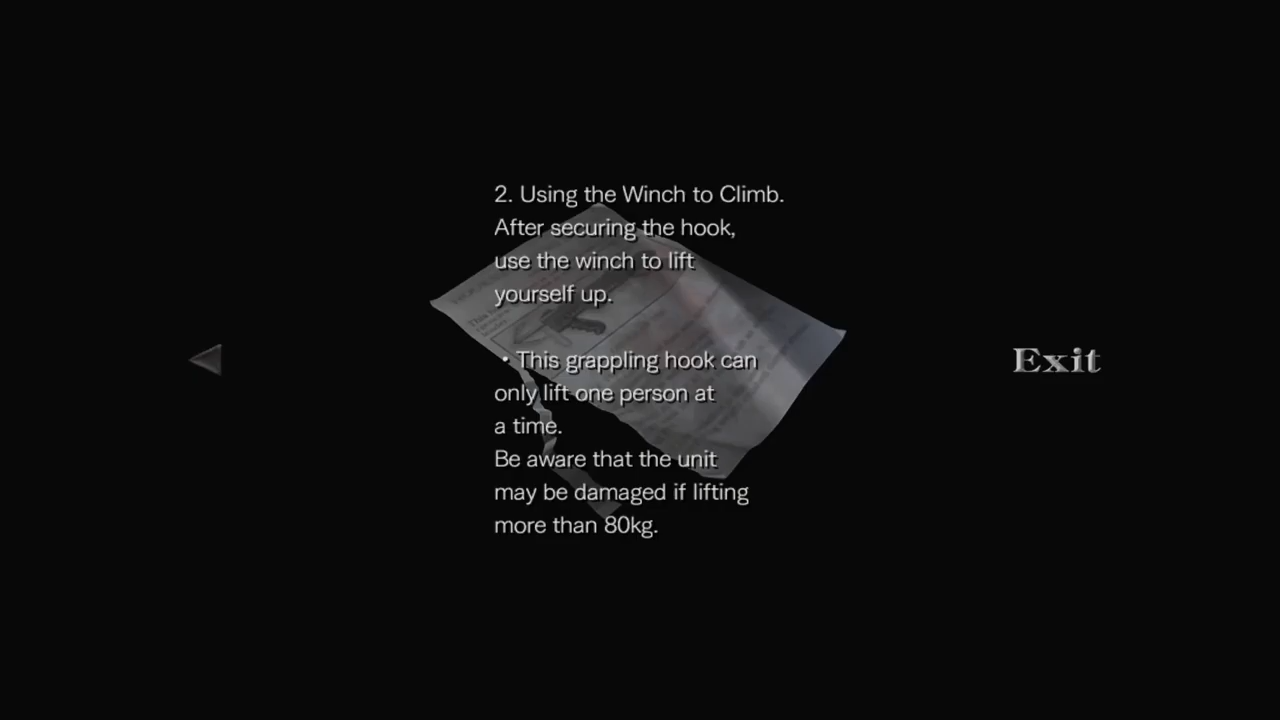 2. Using the Winch to Climb.
After securing the hook,
use the winch to lift
yourself up.
・This grappling hook can
only lift one person at
a time.
Be aware that the unit
may be damaged if lifting
more than 80kg.
Exit